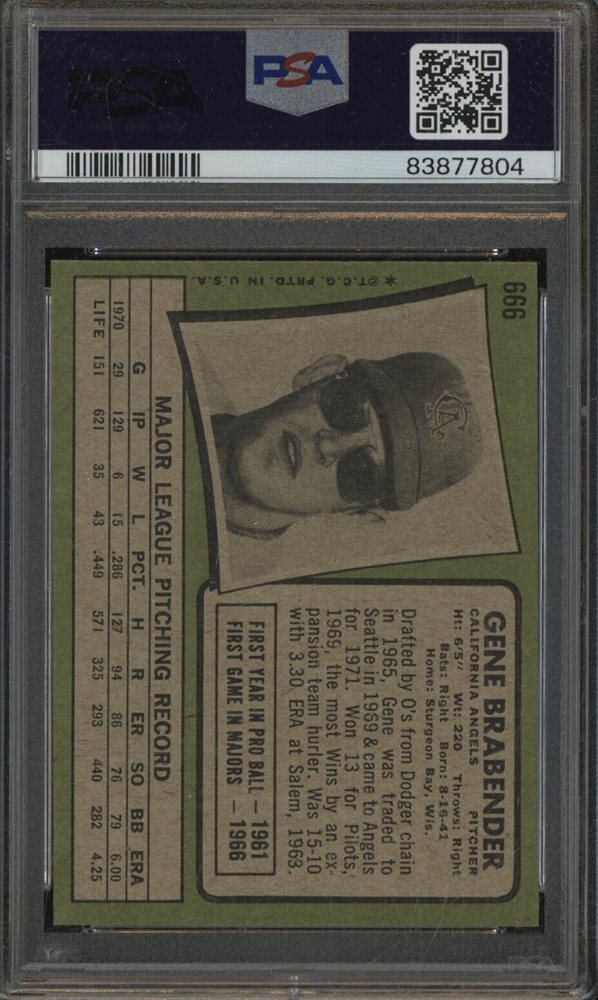 PSA
PSA
83877804
666
✶©T.C.G. PRTD. IN U.S.A.
GENE BRABENDER
CALIFORNIA ANGELS PITCHER
Ht: 6'5" Wt: 220 Throws: Right
Bats: Right Born: 8-16-41
Home: Sturgeon Bay, Wis.
Drafted by O's from Dodger chain
in 1965, Gene was traded to
Seattle in 1969 & came to Angels
for 1971. Won 13 for Pilots,
1969, the most Wins by an ex-
pansion team hurler. Was 15-10
with 3.30 ERA at Salem, 1963.
FIRST YEAR IN PRO BALL — 1961
FIRST GAME IN MAJORS — 1966
MAJOR LEAGUE PITCHING RECORD
G IP W L PCT. H R ER SO BB ERA
1970 29 129 6 15 .286 127 94 86 76 79 6.00
LIFE 151 621 35 43 .449 571 325 293 440 282 4.25